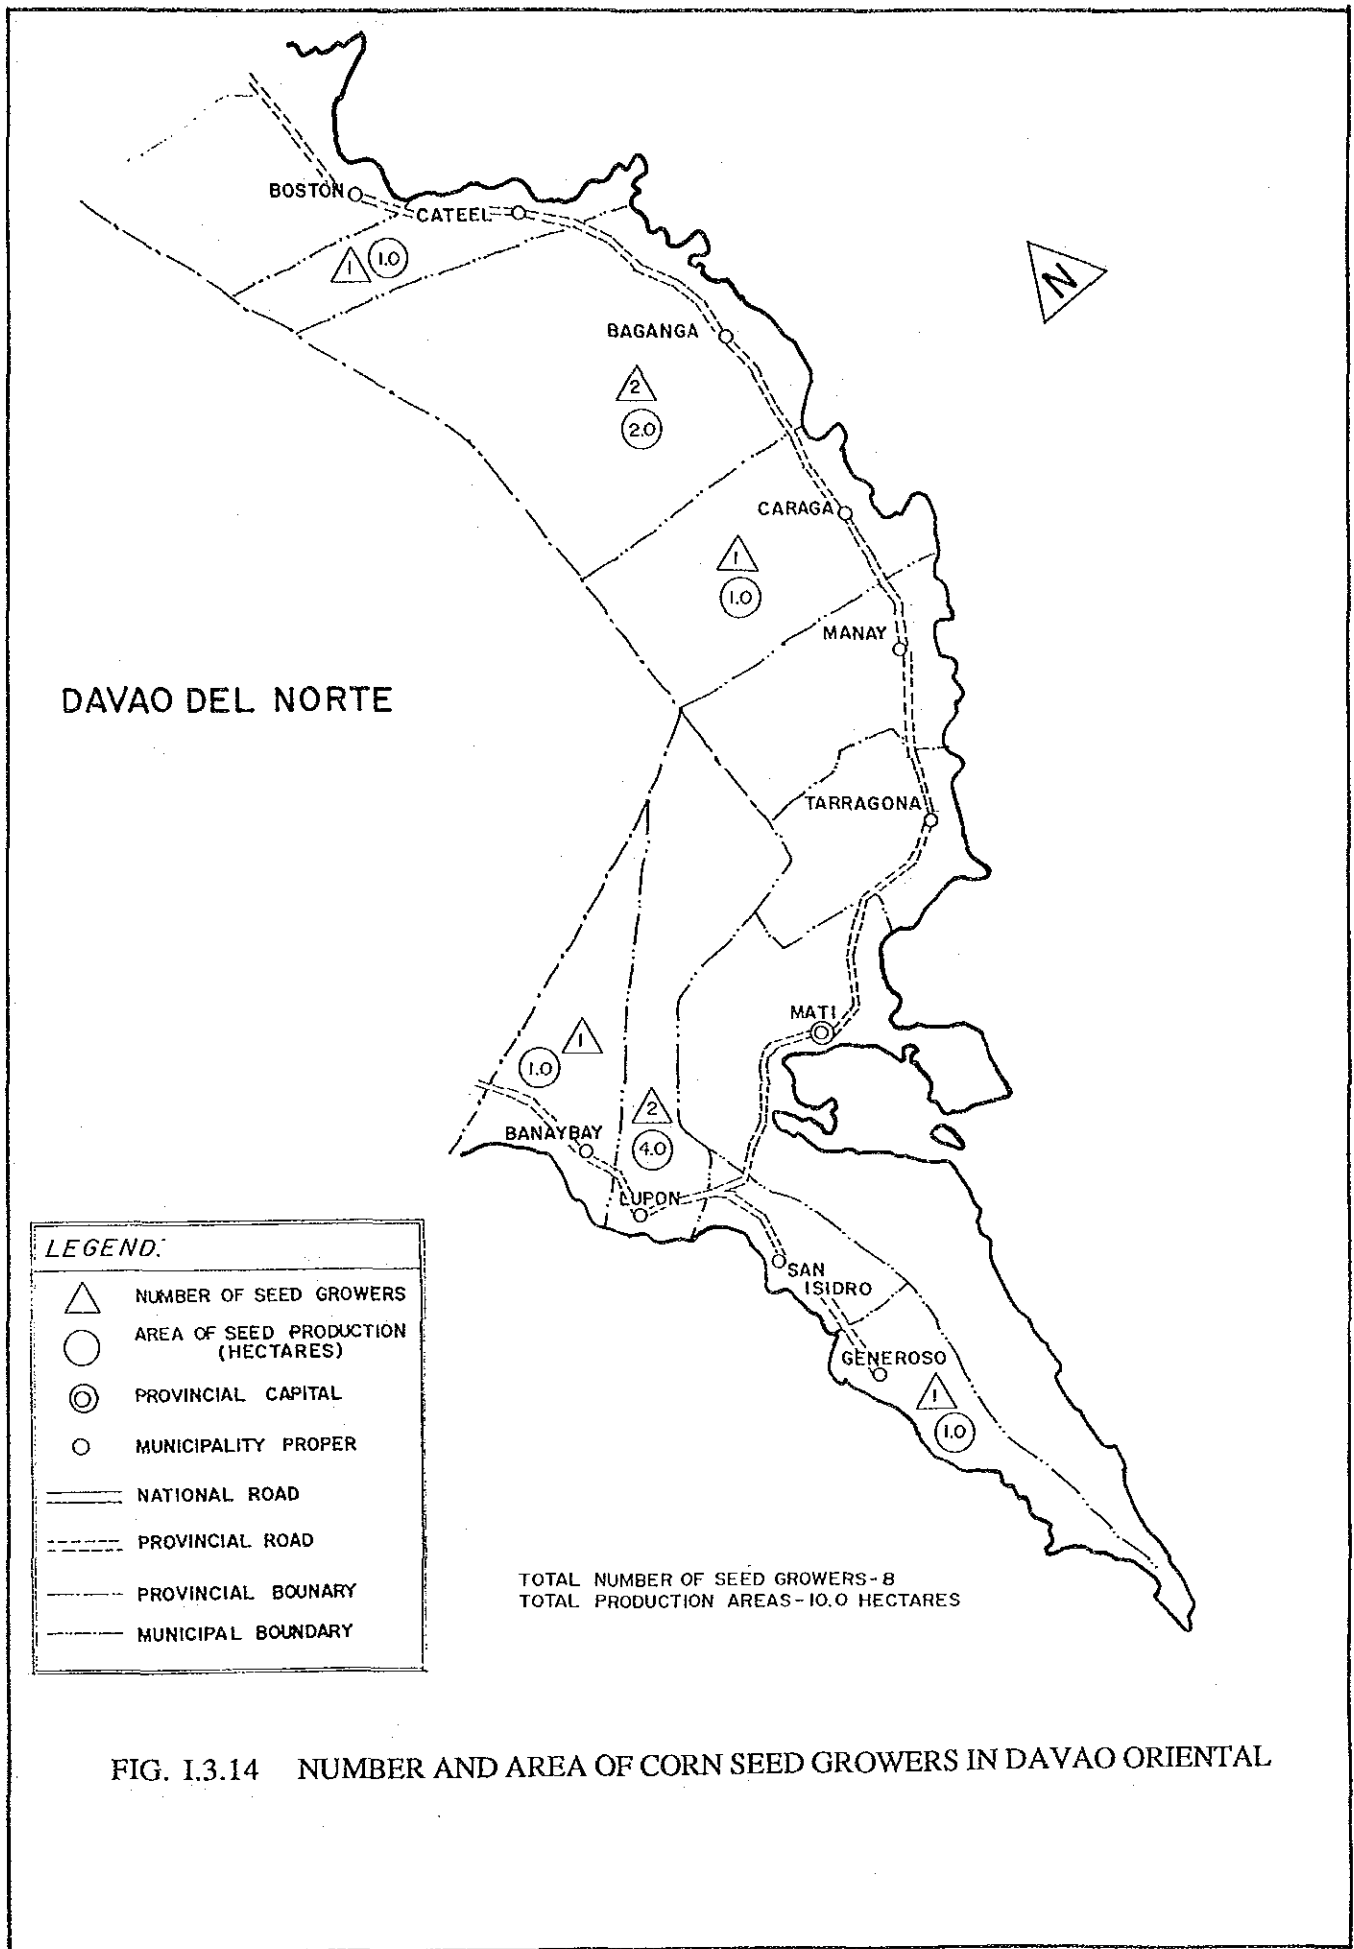 BOSTON
CATEEL
1
1.0
N
BAGANGA
2
2.0
CARAGA
1
1.0
MANAY
DAVAO DEL NORTE
TARRAGONA
MATI
1
1.0
2
BANAYBAY
4.0
LUPON
LEGEND:
NUMBER OF SEED GROWERS
AREA OF SEED PRODUCTION
(HECTARES)
PROVINCIAL CAPITAL
MUNICIPALITY PROPER
NATIONAL ROAD
PROVINCIAL ROAD
PROVINCIAL BOUNARY
MUNICIPAL BOUNDARY
SAN
ISIDRO
GENEROSO
1
1.0
TOTAL NUMBER OF SEED GROWERS-8
TOTAL PRODUCTION AREAS-10.0 HECTARES
FIG. I.3.14 NUMBER AND AREA OF CORN SEED GROWERS IN DAVAO ORIENTAL